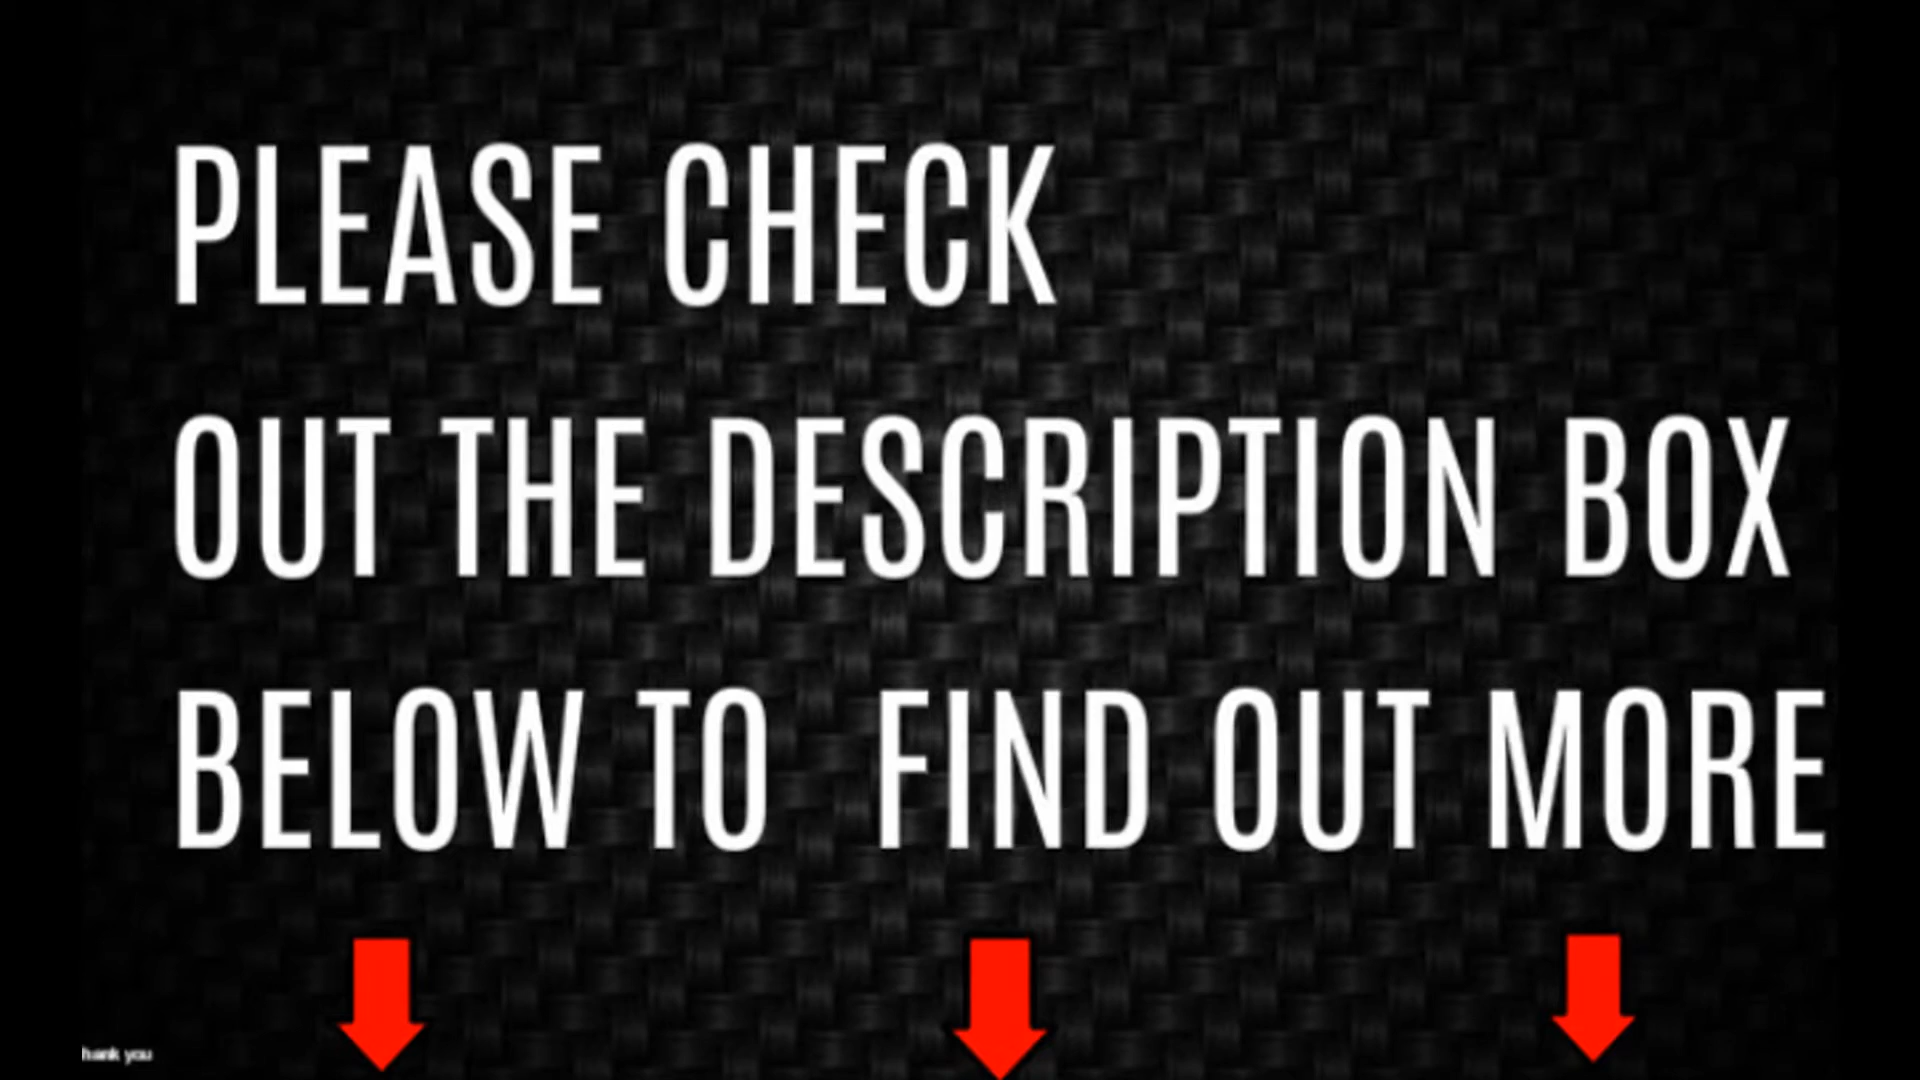 PLEASE CHECK
OUT THE DESCRIPTION BOX
BELOW TO FIND OUT MORE
hank you